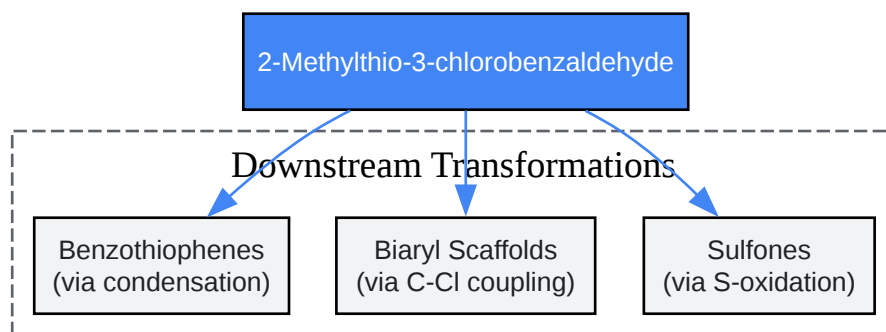 2-Methylthio-3-chlorobenzaldehyde
Downstream Transformations
Benzothiophenes
(via condensation)
Biaryl Scaffolds
(via C-Cl coupling)
Sulfones
(via S-oxidation)